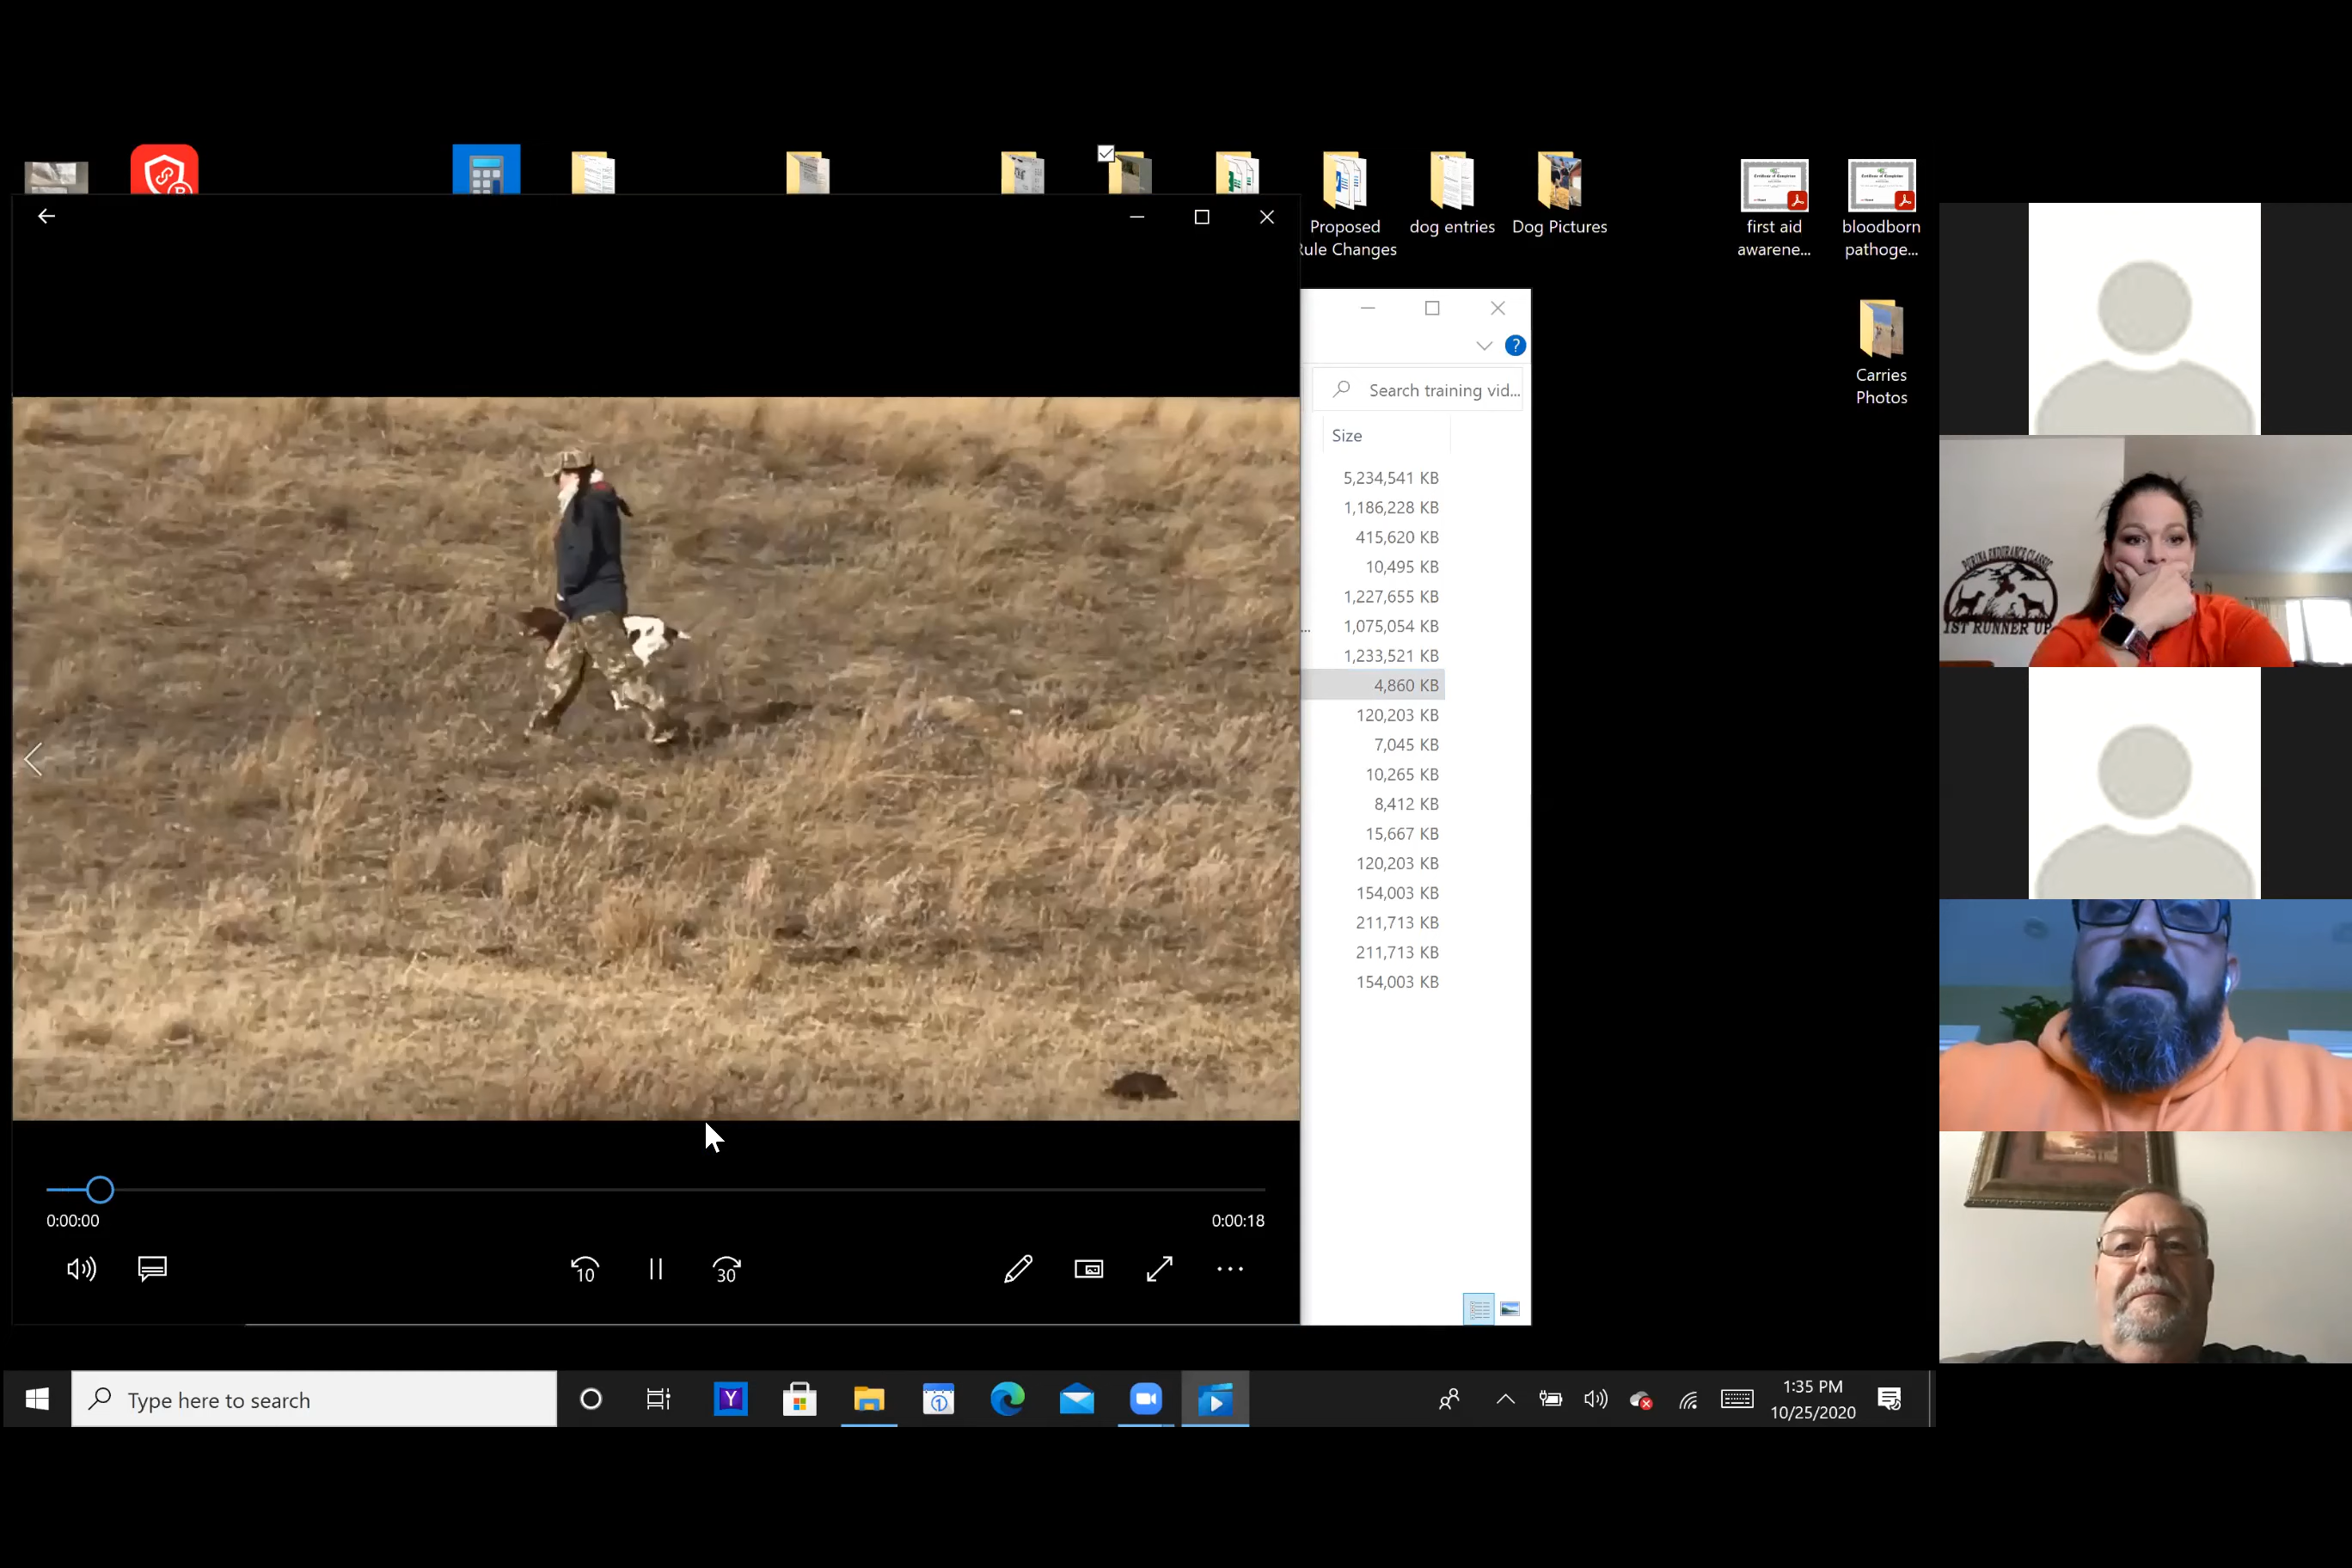 Proposed
Rule Changes
dog entries
Dog Pictures
first aid
awarene...
bloodborn
pathoge...
Carries
Photos
?
Search training vid...
Size
5,234,541 KB
1,186,228 KB
415,620 KB
10,495 KB
1,227,655 KB
...
1,075,054 KB
1,233,521 KB
4,860 KB
120,203 KB
7,045 KB
10,265 KB
8,412 KB
15,667 KB
120,203 KB
154,003 KB
211,713 KB
211,713 KB
154,003 KB
PURINA ENDURANCE CLASSIC
1ST RUNNER UP
0:00:00
0:00:18
10
30
Type here to search
Y
1:35 PM
10/25/2020